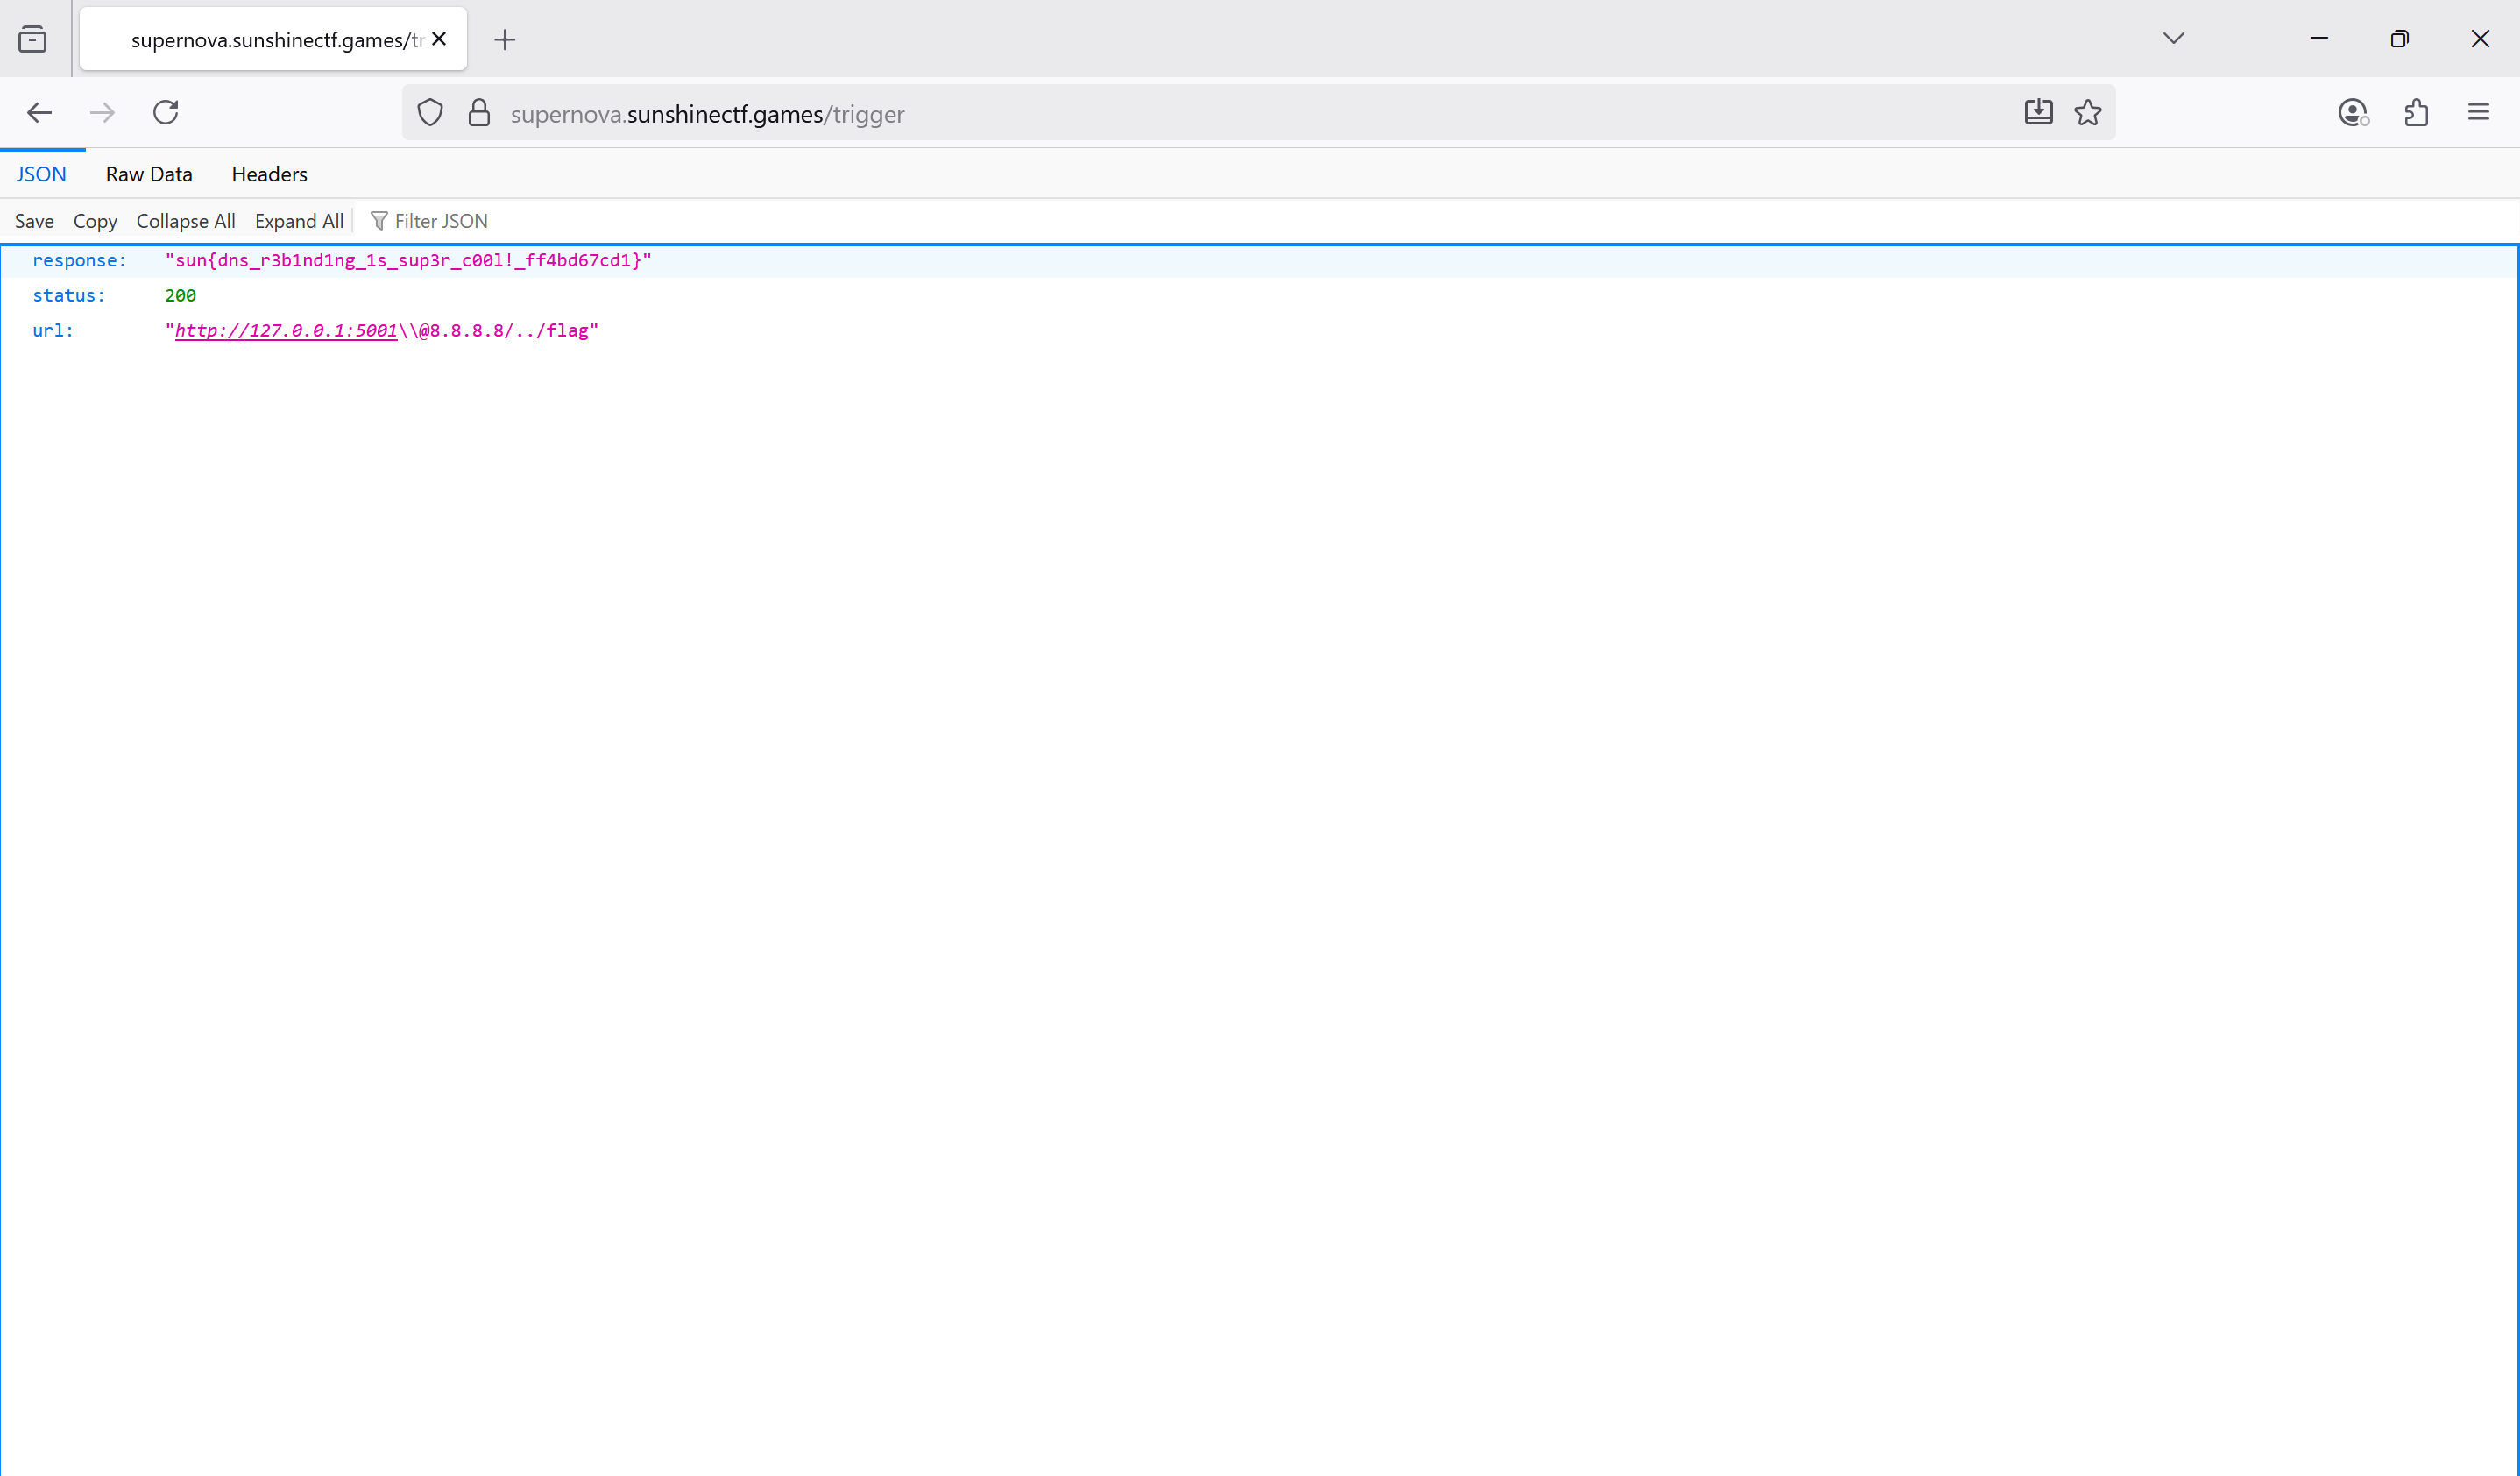 supernova.sunshinectf.games/tr
supernova.sunshinectf.games/trigger
JSON Raw Data Headers
Save Copy Collapse All Expand All Filter JSON
response: "sun{dns_r3b1nd1ng_1s_sup3r_c00l!_ff4bd67cd1}"
status: 200
url: "http://127.0.0.1:5001\\@8.8.8.8/../flag"